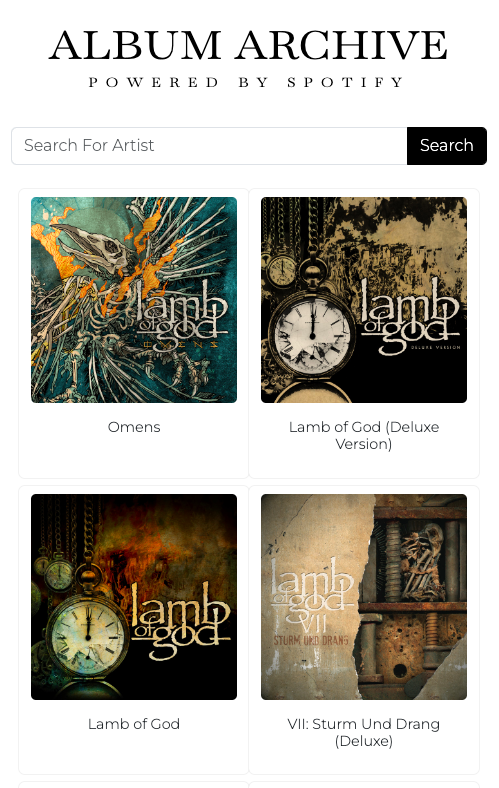 ALBUM ARCHIVE
POWERED BY SPOTIFY
Search For Artist
Search
lamb
of god
OMENS
lamb
of god
DELUXE VERSION
Omens
Lamb of God (Deluxe
Version)
lamb
of god
lamb
of god
VII
STURM UND DRANG
Lamb of God
VII: Sturm Und Drang
(Deluxe)